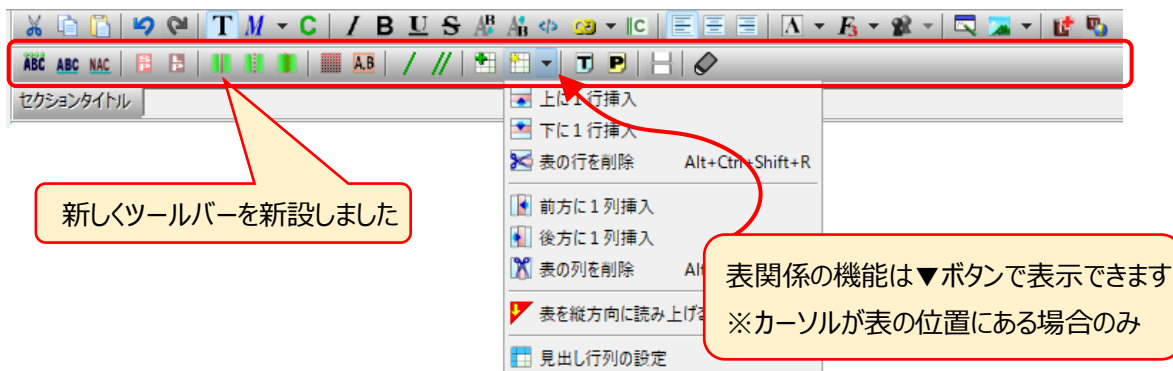 T M C I B U S AB A </> ||C A F3
ABC ABC NAC A.B T P
セクションタイトル
上に1行挿入
下に1行挿入
表の行を削除 Alt+Ctrl+Shift+R
新しくツールバーを新設しました
前方に1列挿入
後方に1列挿入
表の列を削除
表関係の機能は▼ボタンで表示できます
※カーソルが表の位置にある場合のみ
表を縦方向に読み上げる
見出し行列の設定